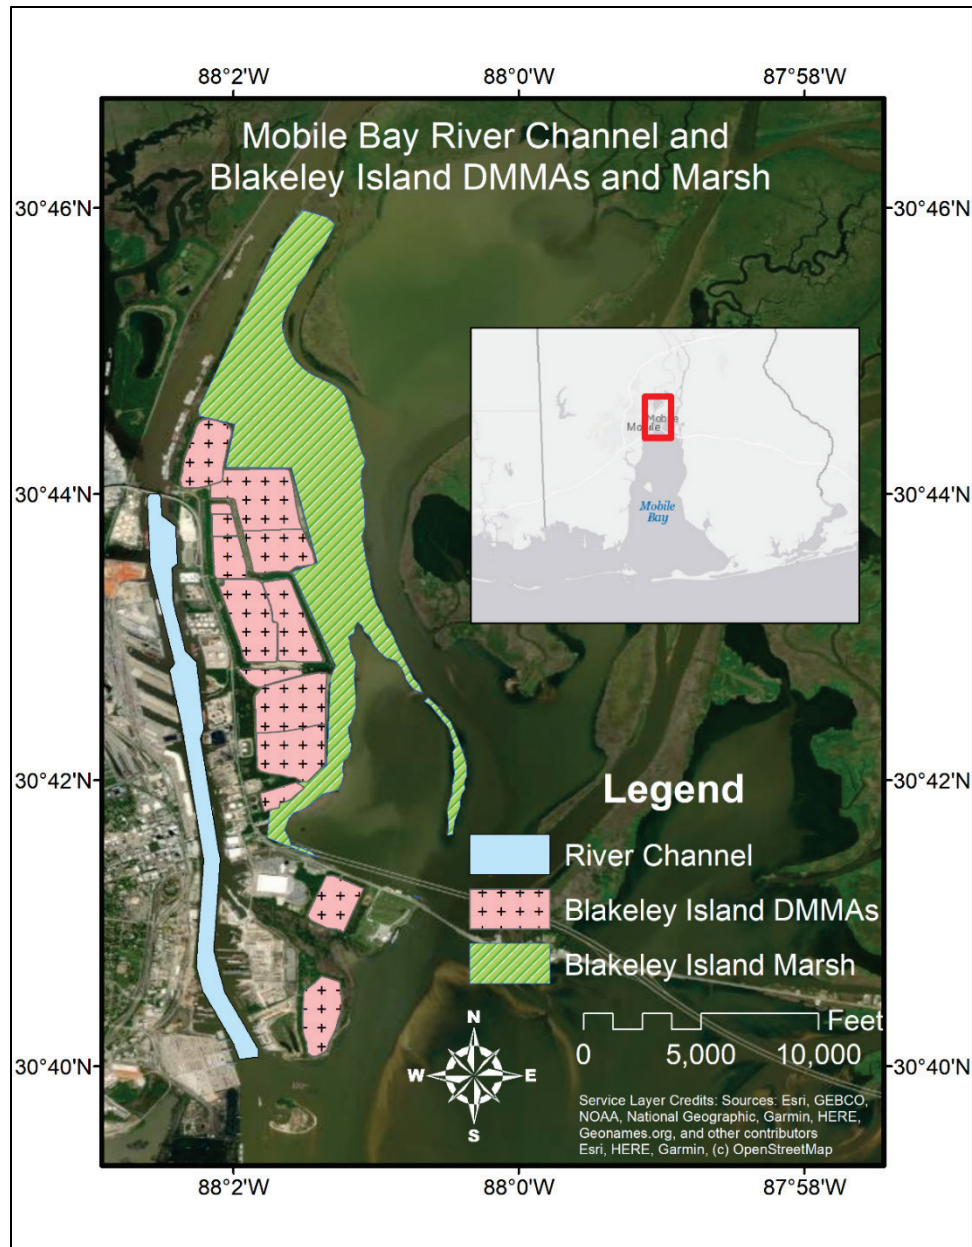 88°2'W
88°0'W
87°58'W
Mobile Bay River Channel and
Blakeley Island DMMAs and Marsh
30°46'N
30°46'N
Mobile
Mobile
Mobile
Bay
30°44'N
30°44'N
30°42'N
30°42'N
Legend
River Channel
Blakeley Island DMMAs
Blakeley Island Marsh
N
W
E
S
Feet
0
5,000
10,000
30°40'N
30°40'N
Service Layer Credits: Sources: Esri, GEBCO,
NOAA, National Geographic, Garmin, HERE,
Geonames.org, and other contributors
Esri, HERE, Garmin, (c) OpenStreetMap
88°2'W
88°0'W
87°58'W